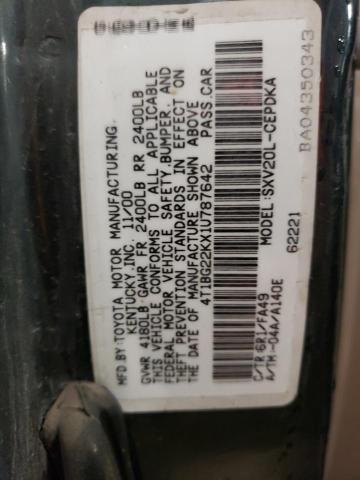 MFD.BY:TOYOTA MOTOR MANUFACTURING
KENTUCKY,INC. 11/00
GVWR 4180LB GAWR FR 2400LB RR 2400LB
THIS VEHICLE CONFORMS TO ALL APPLICABLE
FEDERAL MOTOR VEHICLE SAFETY,BUMPER, AND
THEFT PREVENTION STANDARDS IN EFFECT ON
THE DATE OF MANUFACTURE SHOWN ABOVE
4T1BG22KX1U787642 PASS.CAR
MODEL:SXV20L-CEPDKA
C/TR:6R1/FA49 62221
A/TM-04A/A140E
BA04350343